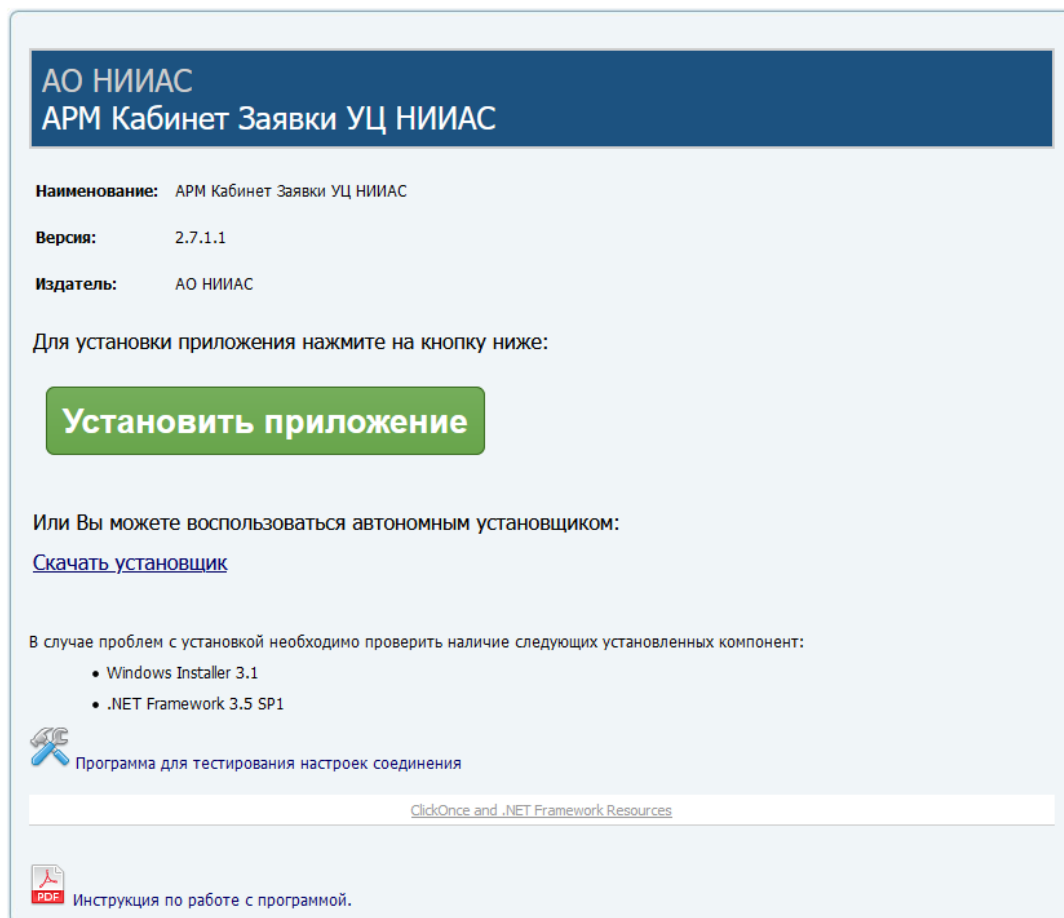 АО НИИАС
АРМ Кабинет Заявки УЦ НИИАС
Наименование: АРМ Кабинет Заявки УЦ НИИАС
Версия: 2.7.1.1
Издатель: АО НИИАС
Для установки приложения нажмите на кнопку ниже:
Установить приложение
Или Вы можете воспользоваться автономным установщиком:
Скачать установщик
В случае проблем с установкой необходимо проверить наличие следующих установленных компонент:
• Windows Installer 3.1
• .NET Framework 3.5 SP1
Программа для тестирования настроек соединения
ClickOnce and .NET Framework Resources
PDF Инструкция по работе с программой.